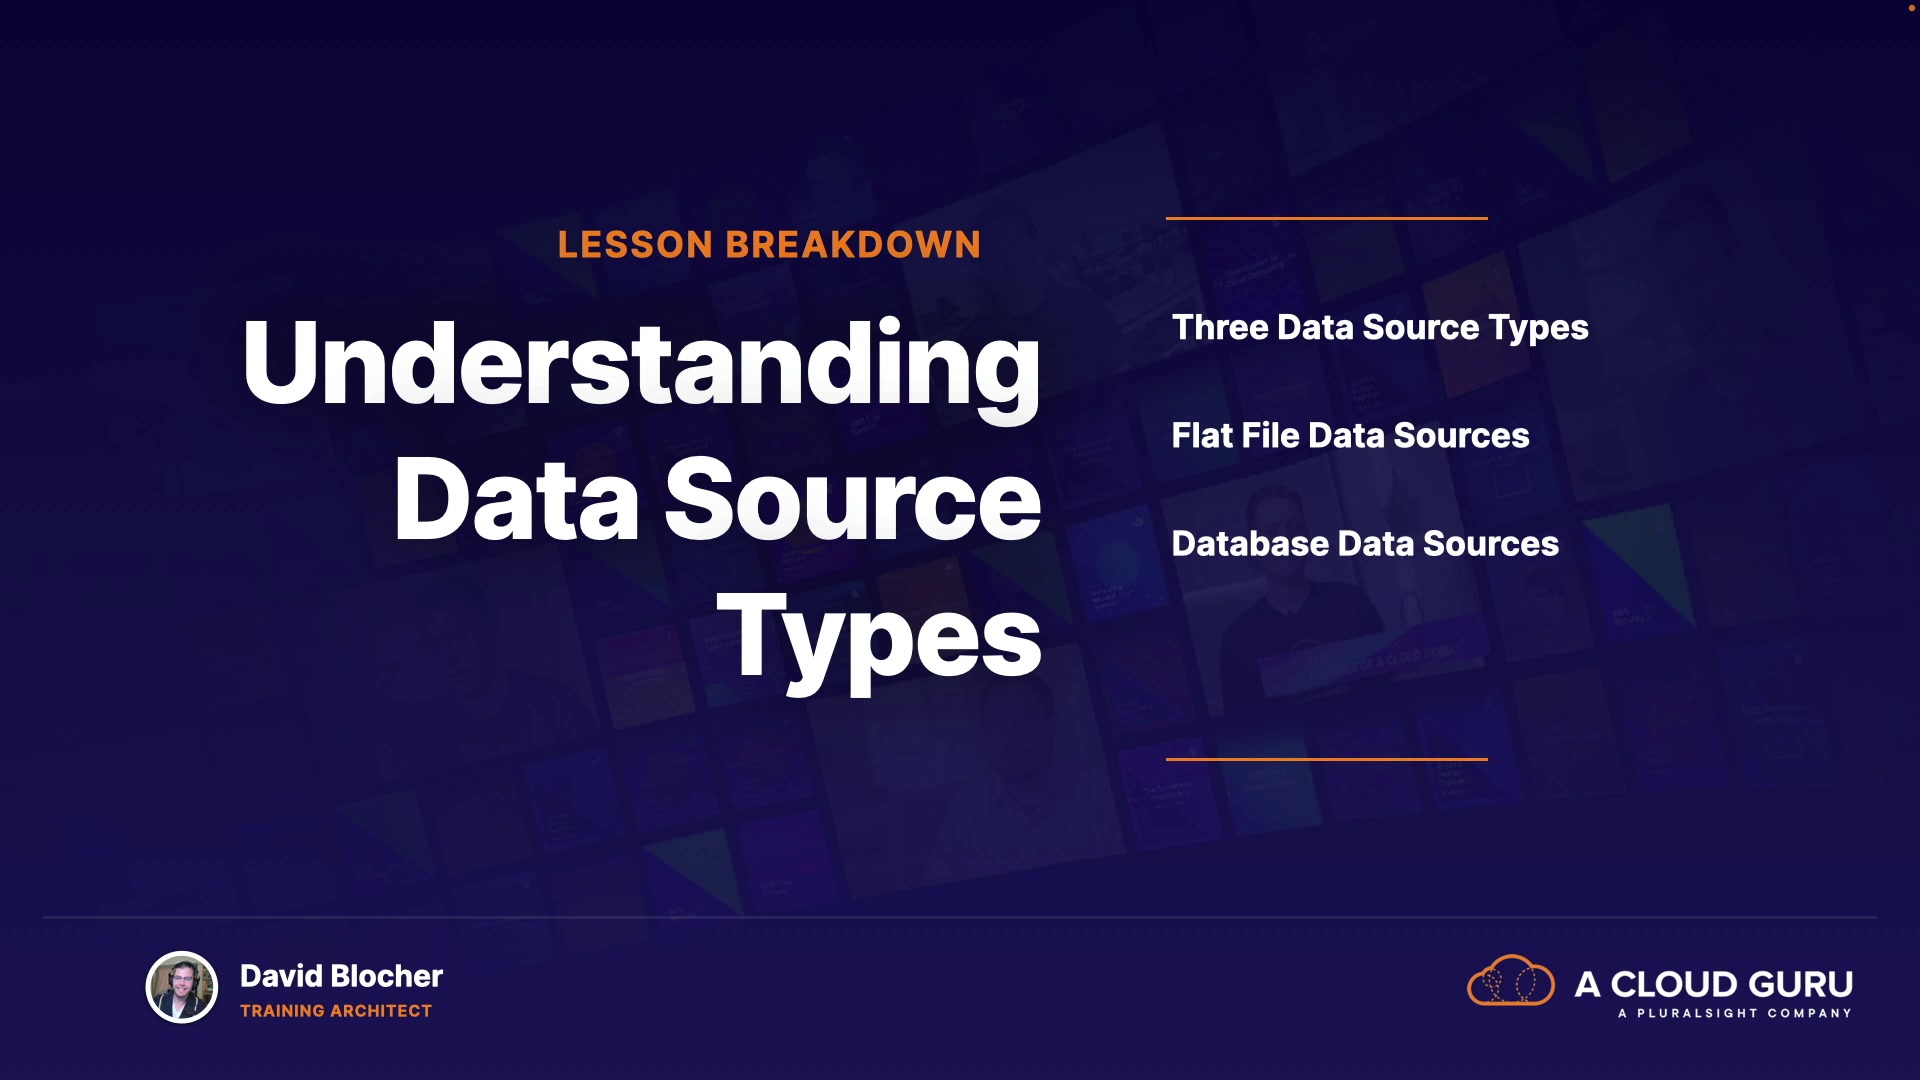 LESSON BREAKDOWN
Understanding
Data Source
Types
Three Data Source Types
Flat File Data Sources
Database Data Sources
David Blocher
TRAINING ARCHITECT
A CLOUD GURU
A PLURALSIGHT COMPANY